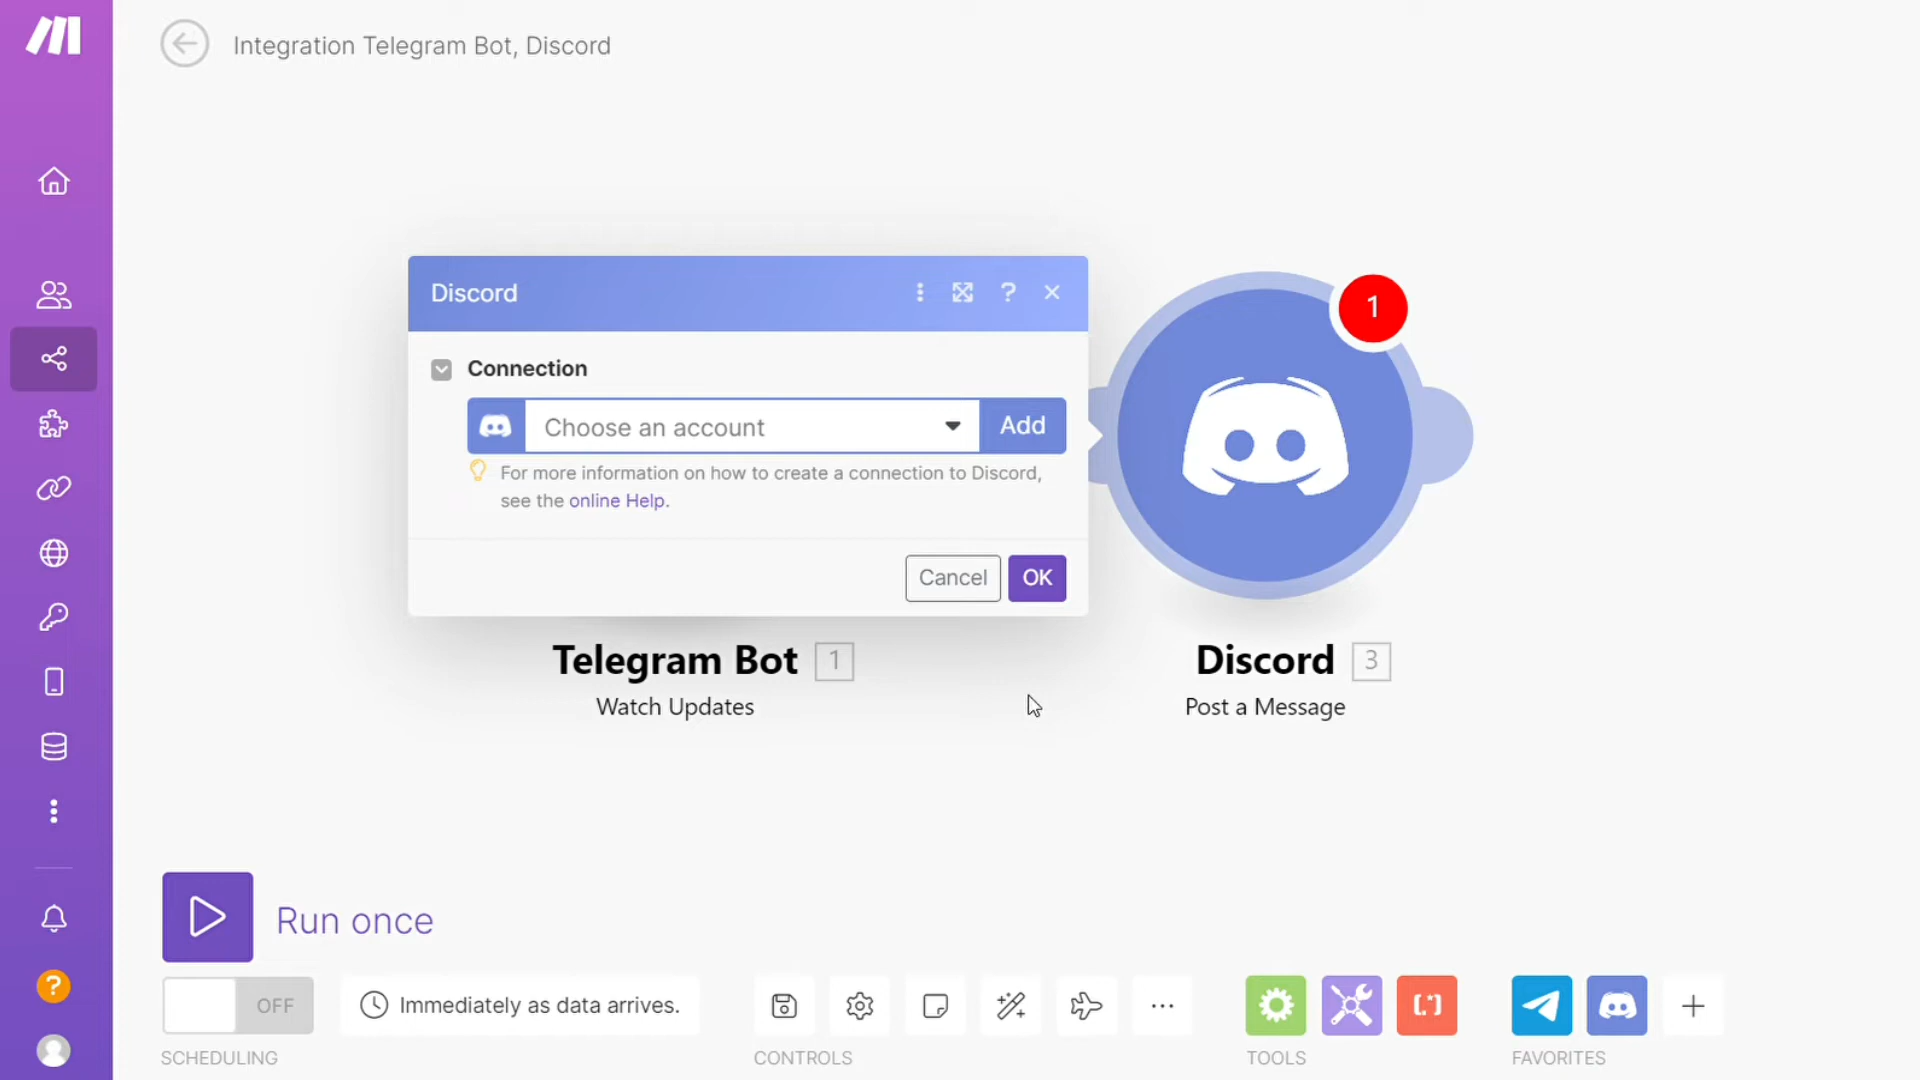 Integration Telegram Bot, Discord
Discord
?
Connection
Choose an account
Add
For more information on how to create a connection to Discord,
see the online Help.
Cancel
OK
1
Telegram Bot 1
Watch Updates
Discord 3
Post a Message
Run once
OFF
Immediately as data arrives.
?
SCHEDULING
CONTROLS
TOOLS
FAVORITES